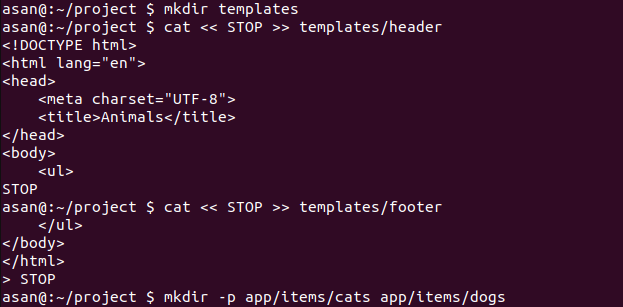 asan@:~/project $ mkdir templates
asan@:~/project $ cat << STOP >> templates/header
<!DOCTYPE html>
<html lang="en">
<head>
    <meta charset="UTF-8">
    <title>Animals</title>
</head>
<body>
    <ul>
STOP
asan@:~/project $ cat << STOP >> templates/footer
    </ul>
</body>
</html>
> STOP
asan@:~/project $ mkdir -p app/items/cats app/items/dogs